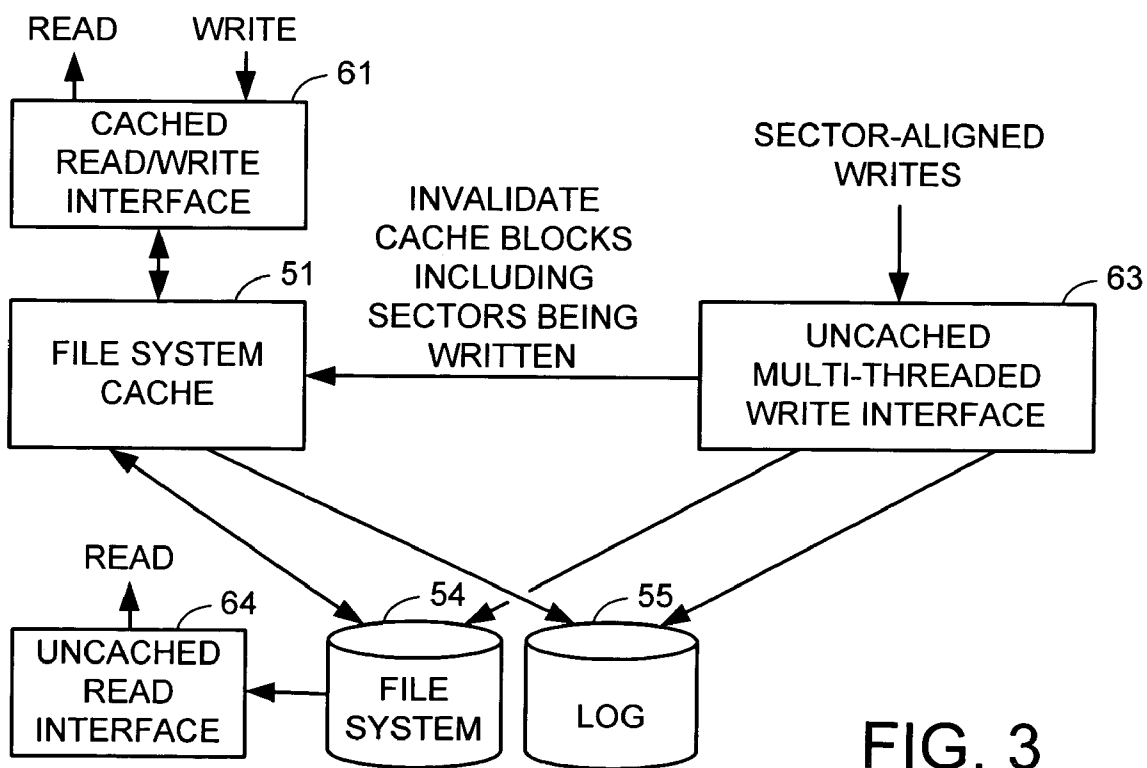 READ
WRITE
61
CACHED
READ/WRITE
INTERFACE
SECTOR-ALIGNED
WRITES
INVALIDATE
CACHE BLOCKS
INCLUDING
SECTORS BEING
WRITTEN
51
FILE SYSTEM
CACHE
63
UNCACHED
MULTI-THREADED
WRITE INTERFACE
READ
64
UNCACHED
READ
INTERFACE
54
FILE
SYSTEM
55
LOG
FIG. 3